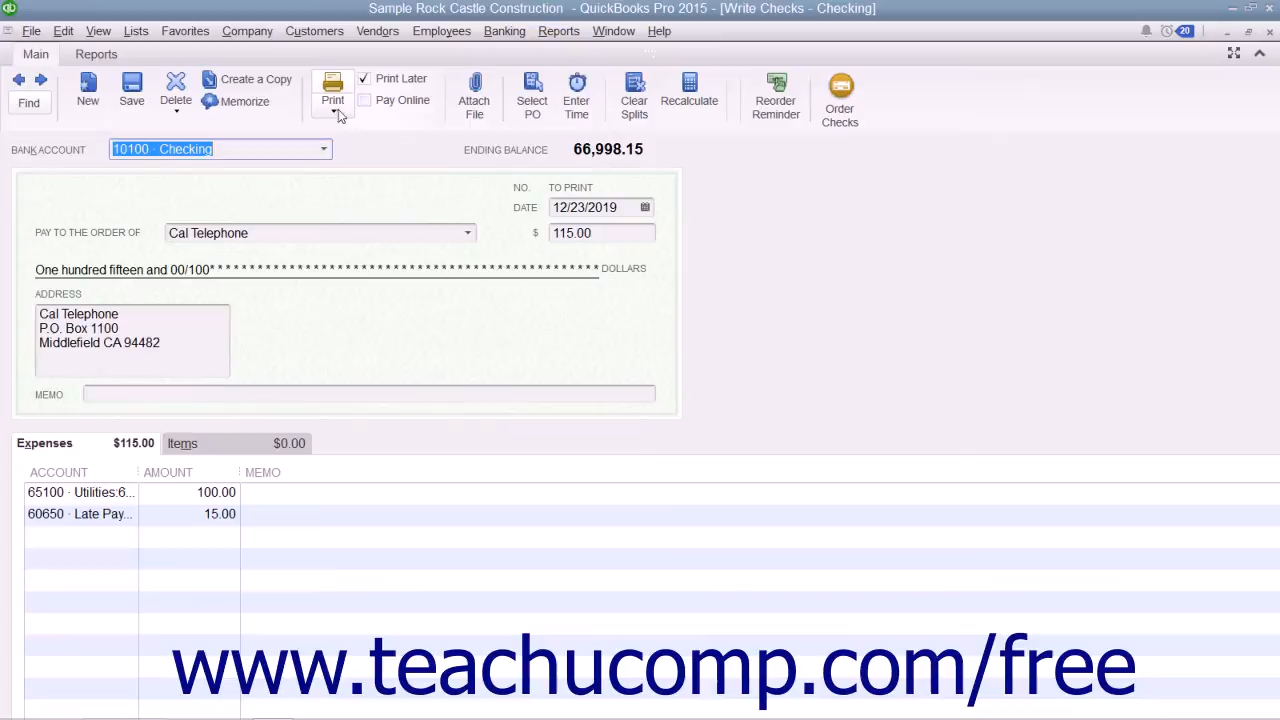 Sample Rock Castle Construction - QuickBooks Pro 2015 - [Write Checks - Checking]
File Edit View Lists Favorites Company Customers Vendors Employees Banking Reports Window Help 20
Main Reports
Find New Save Delete Create a Copy Memorize Print Print Later Pay Online Attach File Select PO Enter Time Clear Splits Recalculate Reorder Reminder Order Checks
BANK ACCOUNT 10100 · Checking ENDING BALANCE 66,998.15
NO. TO PRINT
DATE 12/23/2019
PAY TO THE ORDER OF Cal Telephone $ 115.00
One hundred fifteen and 00/100* * * * * * * * * * * * * * * * * * * * * * * * * * * * * * * * * * * * * * * * * * * * * * * * * DOLLARS
ADDRESS
Cal Telephone
P.O. Box 1100
Middlefield CA 94482
MEMO
Expenses $115.00 Items $0.00
ACCOUNT AMOUNT MEMO
65100 · Utilities:6... 100.00
60650 · Late Pay... 15.00
www.teachucomp.com/free